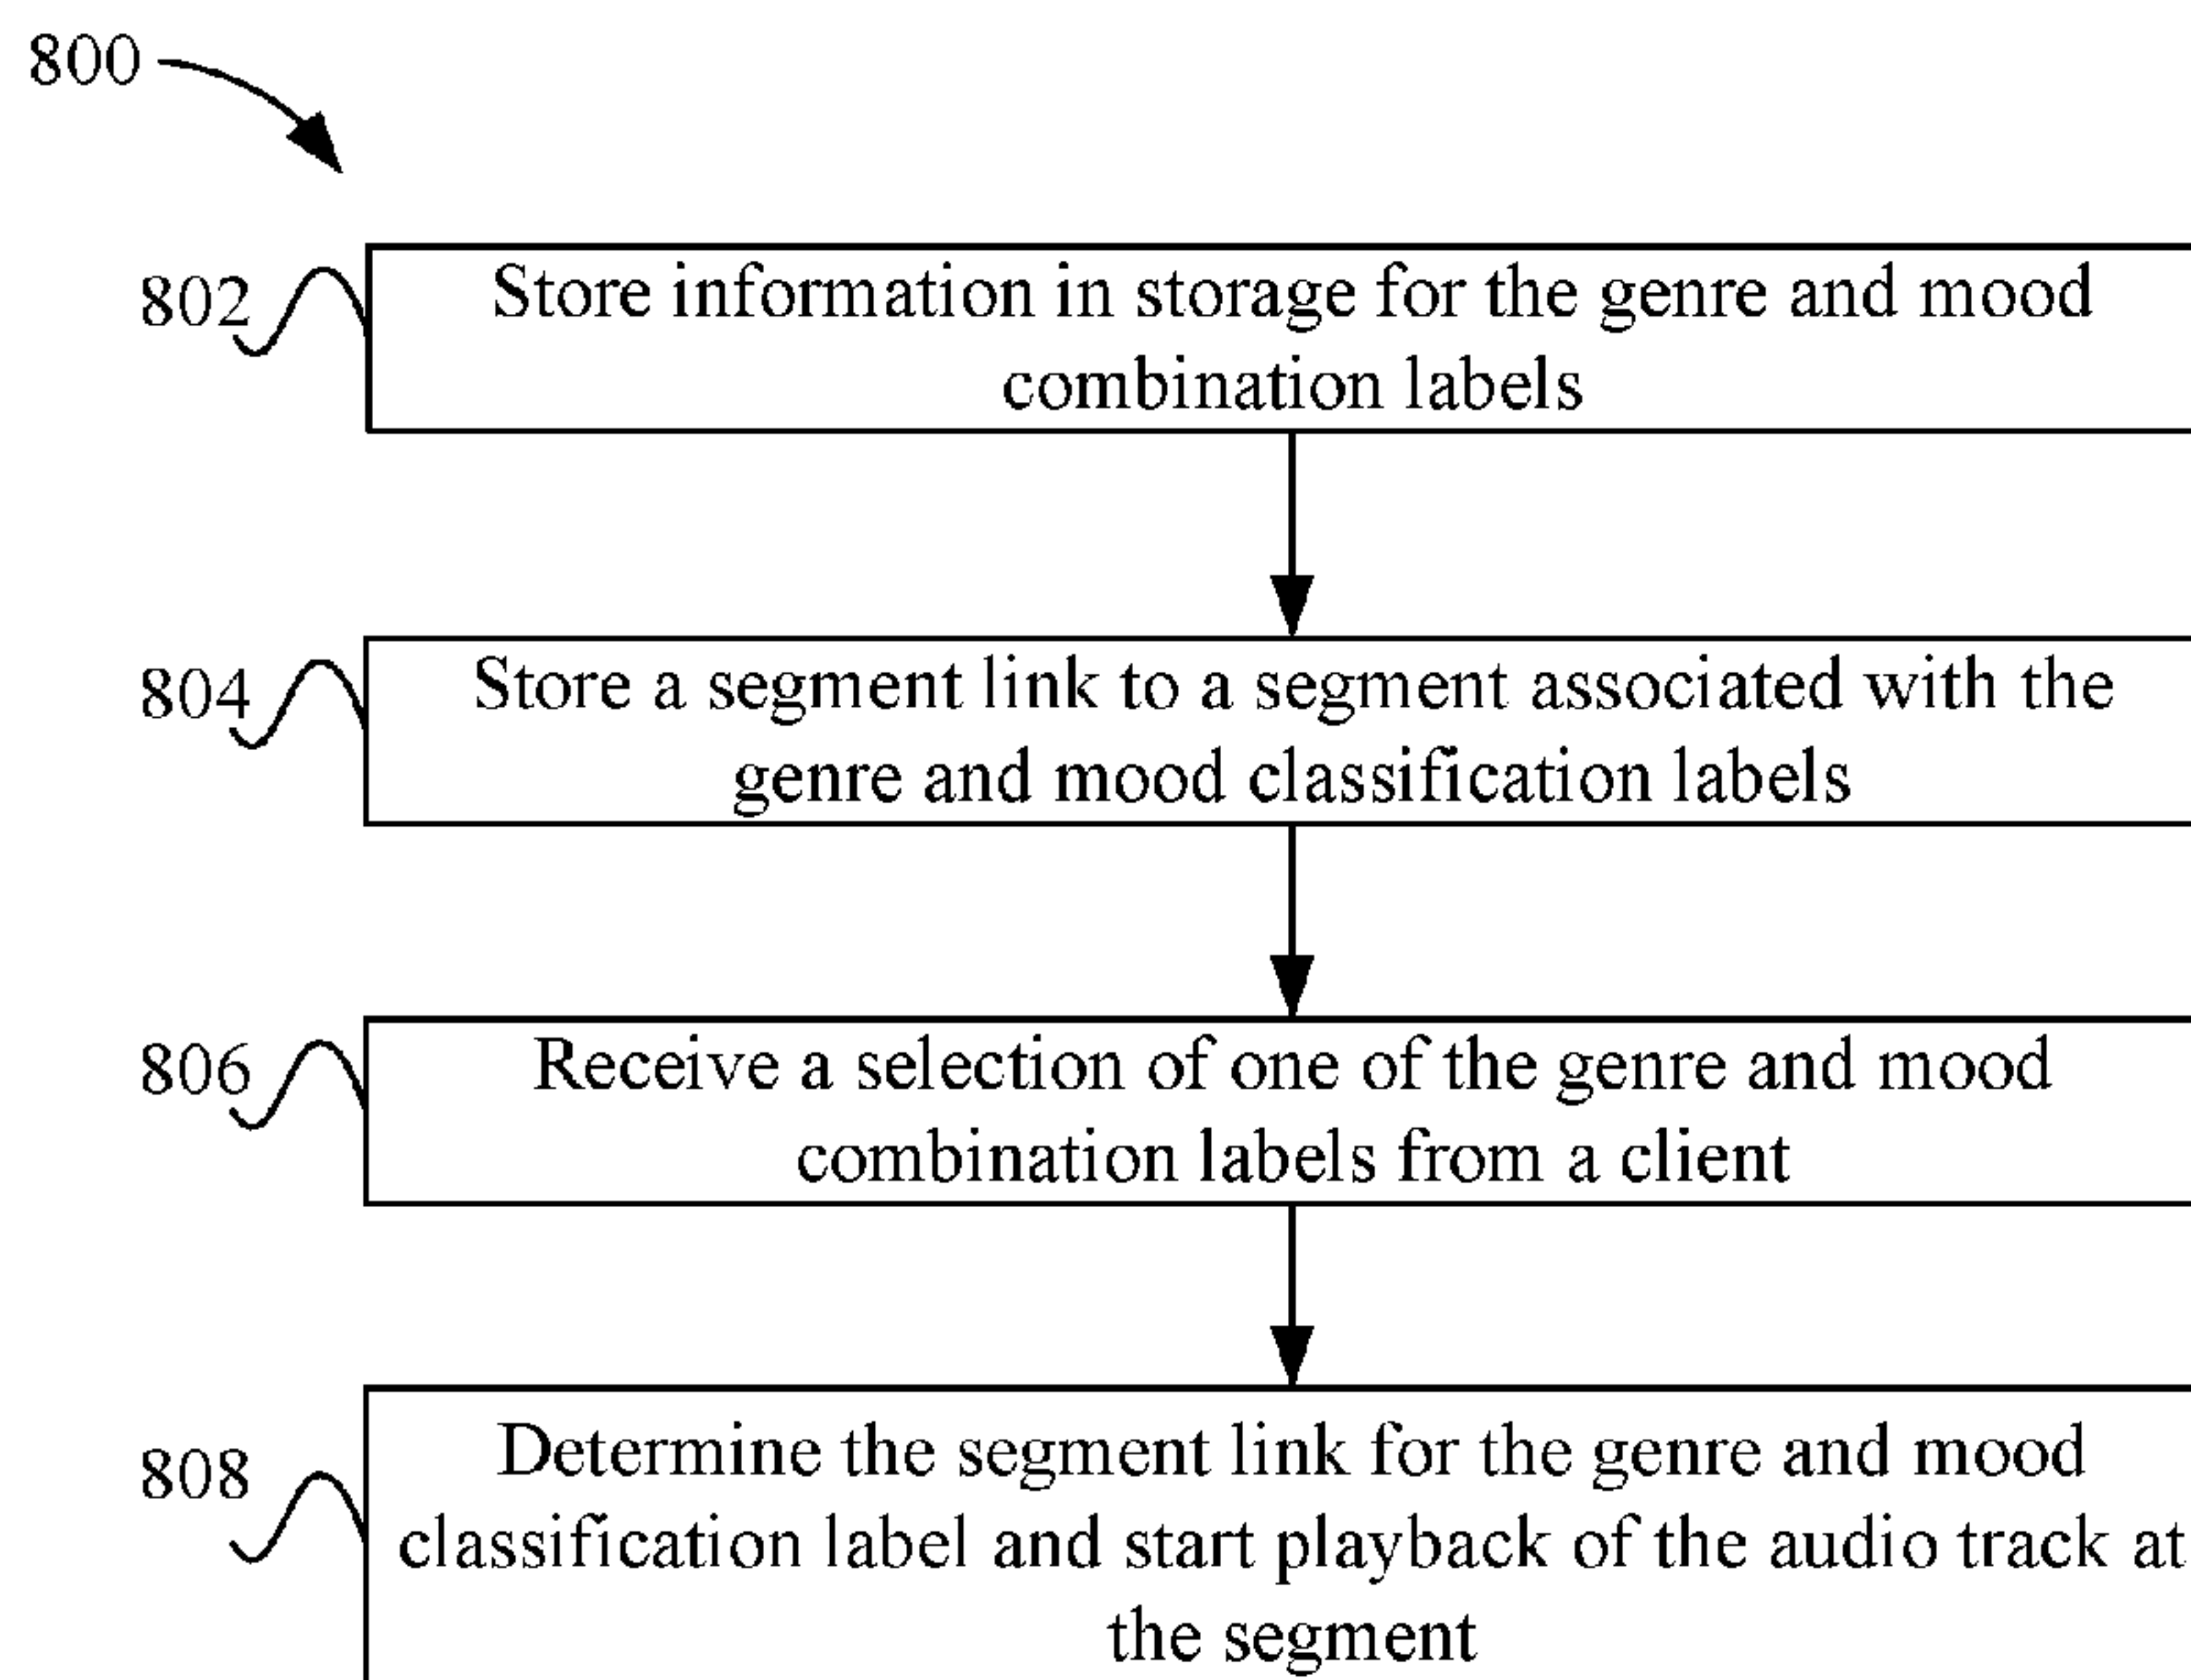 800
802
Store information in storage for the genre and mood
combination labels
804
Store a segment link to a segment associated with the
genre and mood classification labels
806
Receive a selection of one of the genre and mood
combination labels from a client
808
Determine the segment link for the genre and mood
classification label and start playback of the audio track at
the segment